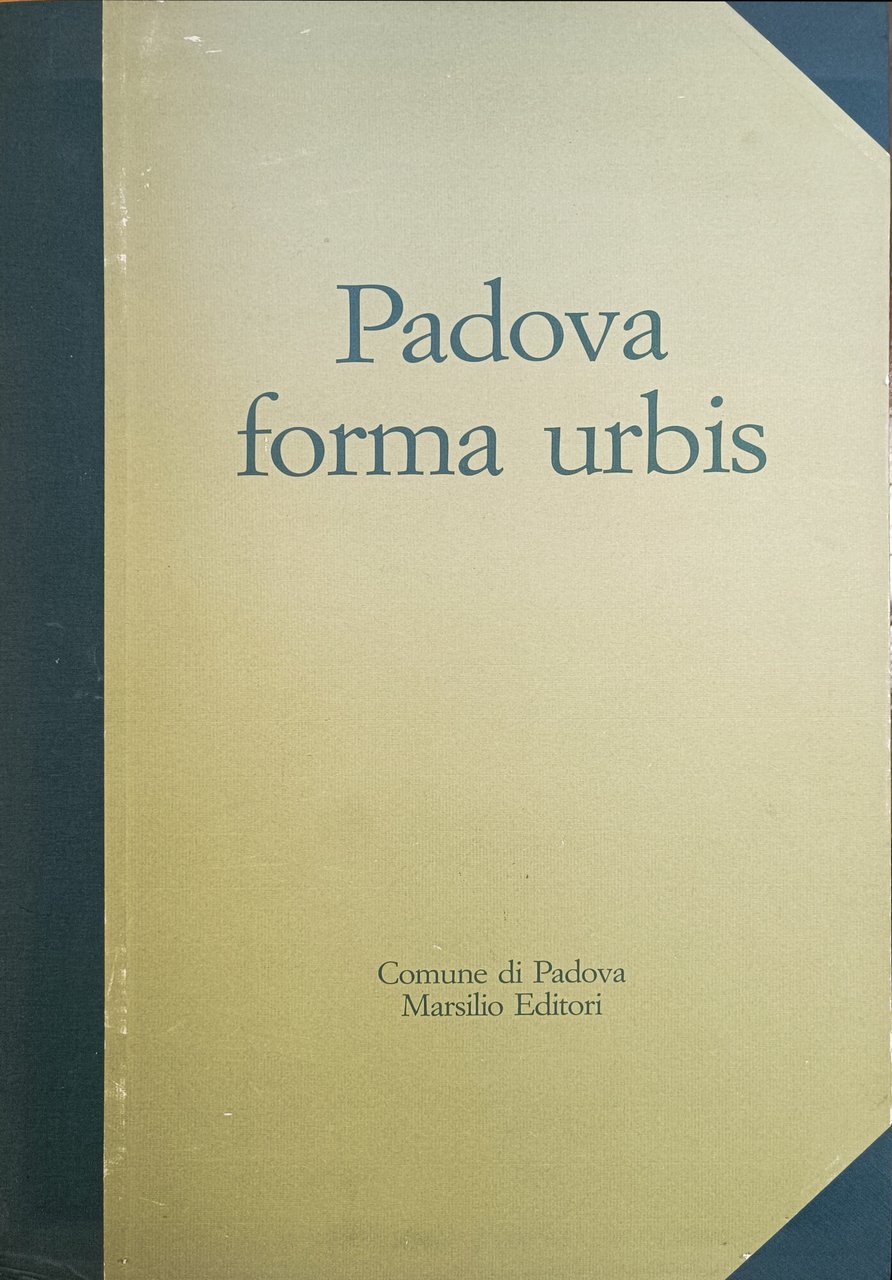 Padova
forma urbis
Comune di Padova
Marsilio Editori